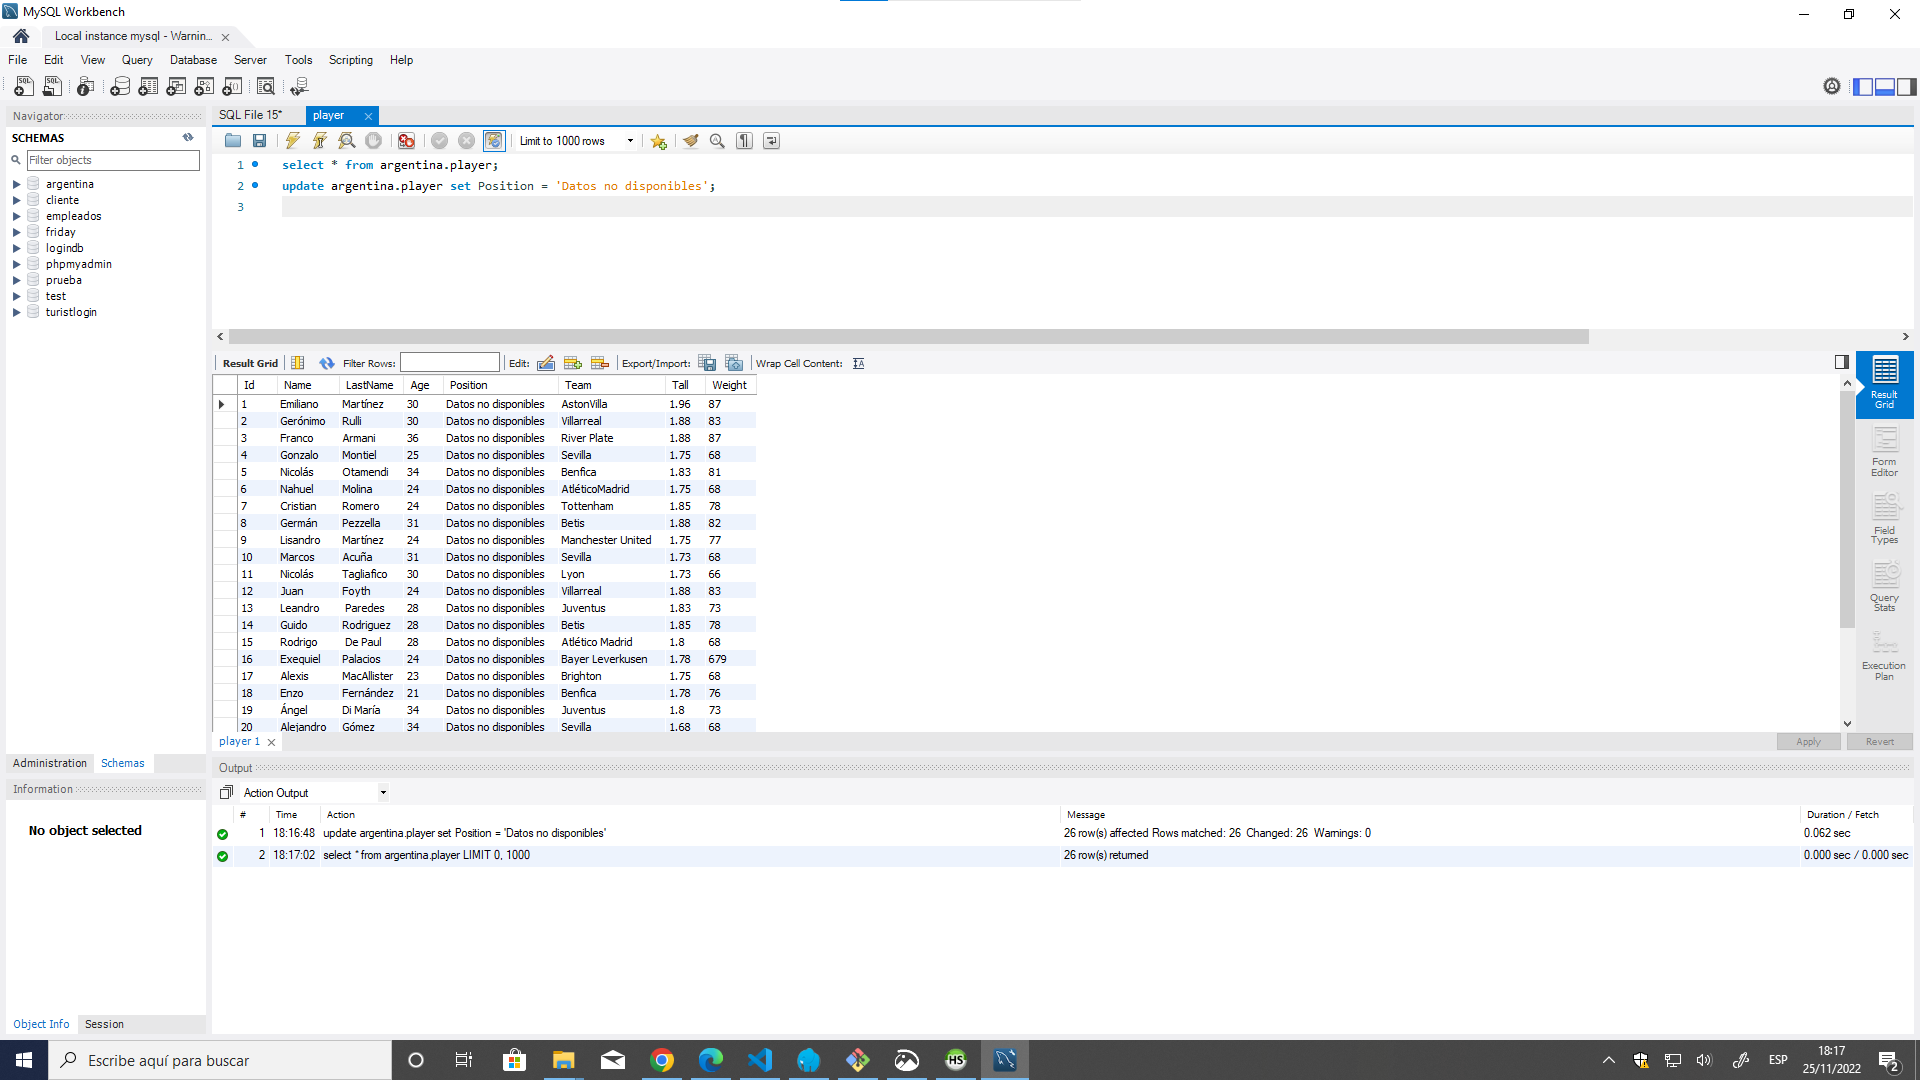 MySQL Workbench
Local instance mysql - Warnin... ×
File Edit View Query Database Server Tools Scripting Help
Navigator
SCHEMAS
Filter objects
argentina
cliente
empleados
friday
logindb
phpmyadmin
prueba
test
turistlogin
Administration Schemas
Information
No object selected
Object Info Session
SQL File 15* player ×
Limit to 1000 rows
1 select * from argentina.player;
2 update argentina.player set Position = 'Datos no disponibles';
3
Result Grid Filter Rows: Edit: Export/Import: Wrap Cell Content:
Id Name LastName Age Position Team Tall Weight
1 Emiliano Martínez 30 Datos no disponibles AstonVilla 1.96 87
2 Gerónimo Rulli 30 Datos no disponibles Villarreal 1.88 83
3 Franco Armani 36 Datos no disponibles River Plate 1.88 87
4 Gonzalo Montiel 25 Datos no disponibles Sevilla 1.75 68
5 Nicolás Otamendi 34 Datos no disponibles Benfica 1.83 81
6 Nahuel Molina 24 Datos no disponibles AtléticoMadrid 1.75 68
7 Cristian Romero 24 Datos no disponibles Tottenham 1.85 78
8 Germán Pezzella 31 Datos no disponibles Betis 1.88 82
9 Lisandro Martínez 24 Datos no disponibles Manchester United 1.75 77
10 Marcos Acuña 31 Datos no disponibles Sevilla 1.73 68
11 Nicolás Tagliafico 30 Datos no disponibles Lyon 1.73 66
12 Juan Foyth 24 Datos no disponibles Villarreal 1.88 83
13 Leandro Paredes 28 Datos no disponibles Juventus 1.83 73
14 Guido Rodriguez 28 Datos no disponibles Betis 1.85 78
15 Rodrigo De Paul 28 Datos no disponibles Atlético Madrid 1.8 68
16 Exequiel Palacios 24 Datos no disponibles Bayer Leverkusen 1.78 679
17 Alexis MacAllister 23 Datos no disponibles Brighton 1.75 68
18 Enzo Fernández 21 Datos no disponibles Benfica 1.78 76
19 Ángel Di María 34 Datos no disponibles Juventus 1.8 73
20 Alejandro Gómez 34 Datos no disponibles Sevilla 1.68 68
Result Grid
Form Editor
Field Types
Query Stats
Execution Plan
player 1 × Apply Revert
Output
Action Output
# Time Action Message Duration / Fetch
1 18:16:48 update argentina.player set Position = 'Datos no disponibles' 26 row(s) affected Rows matched: 26 Changed: 26 Warnings: 0 0.062 sec
2 18:17:02 select * from argentina.player LIMIT 0, 1000 26 row(s) returned 0.000 sec / 0.000 sec
Escribe aquí para buscar
HS
ESP
18:17
25/11/2022
2